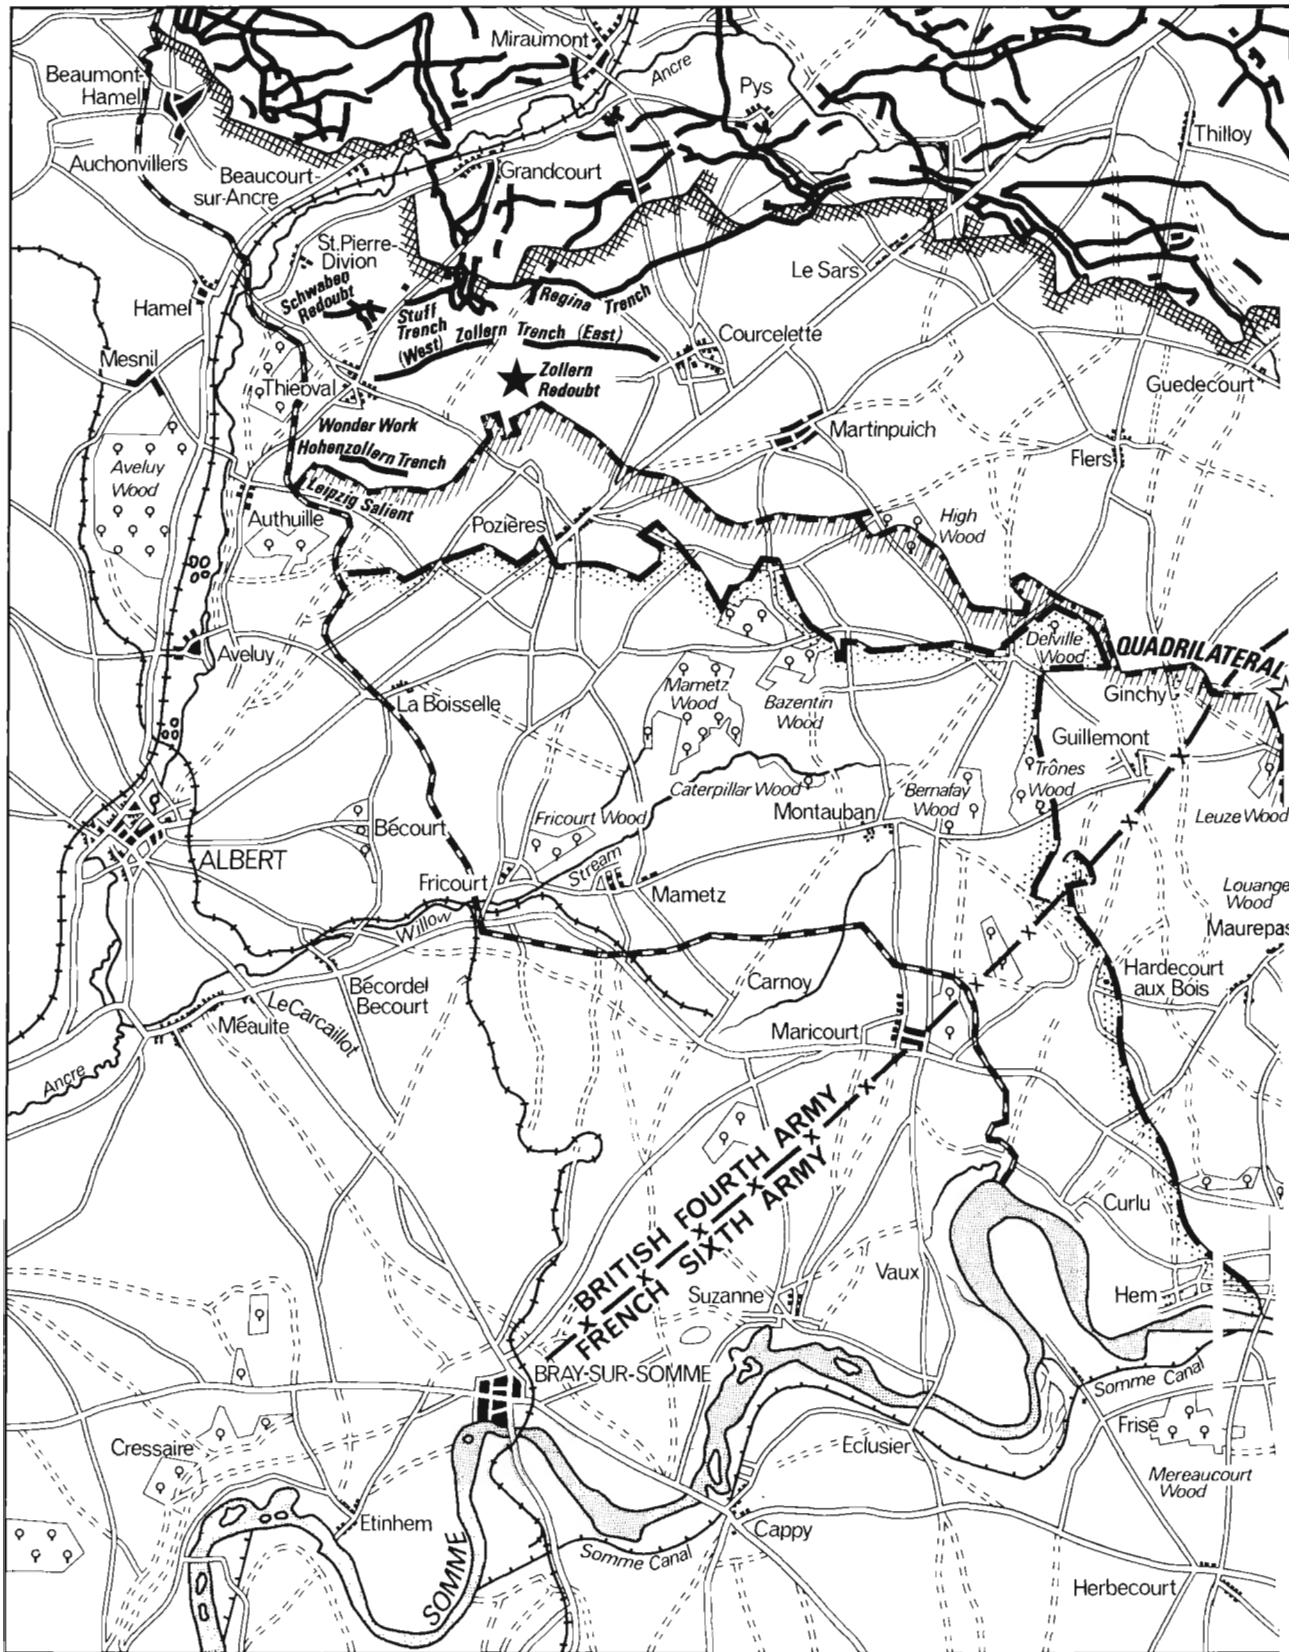 Miraumont
Ancre
Beaumont-
Hamel
Pys
Thilloy
Auchonvillers
Beaucourt-
sur-Ancre
Grandcourt
St.Pierre-
Divion
Le Sars
Schwaben
Redoubt
Hamel
Stuff
Trench
(West)
Regina Trench
Zollern Trench (East)
Courcelette
Mesnil
Zollern
Redoubt
Thiepval
Guedecourt
Wonder Work
Martinpuich
Hohenzollern Trench
Flers
Aveluy
Wood
Leipzig Salient
Authuille
Pozières
High
Wood
Delville
Wood
QUADRILATERAL
Aveluy
Mametz
Wood
Bazentin
Wood
Ginchy
La Boisselle
Guillemont
Trônes
Wood
Caterpillar Wood
Bernafay
Wood
Montauban
Leuze Wood
Fricourt Wood
Bécourt
ALBERT
Stream
Fricourt
Mametz
Louange
Wood
Maurepas
Willow
Hardecourt
aux Bois
Carnoy
Bécordel
Becourt
Le Carcaillot
Méaulte
Maricourt
Ancre
BRITISH FOURTH ARMY
FRENCH SIXTH ARMY
Curlu
Vaux
Suzanne
Hem
BRAY-SUR-SOMME
Somme Canal
Frise
Cressaire
Eclusier
Mereaucourt
Wood
Etinhem
Cappy
SOMME
Somme Canal
Herbecourt